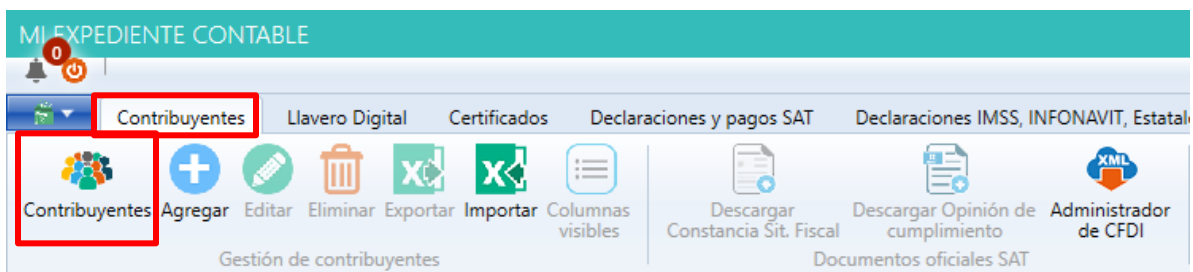 MI EXPEDIENTE CONTABLE
0
Contribuyentes Llavero Digital Certificados Declaraciones y pagos SAT Declaraciones IMSS, INFONAVIT, Estatale
XML
Contribuyentes Agregar Editar Eliminar Exportar Importar Columnas visibles Descargar Constancia Sit. Fiscal Descargar Opinión de cumplimiento Administrador de CFDI
Gestión de contribuyentes Documentos oficiales SAT